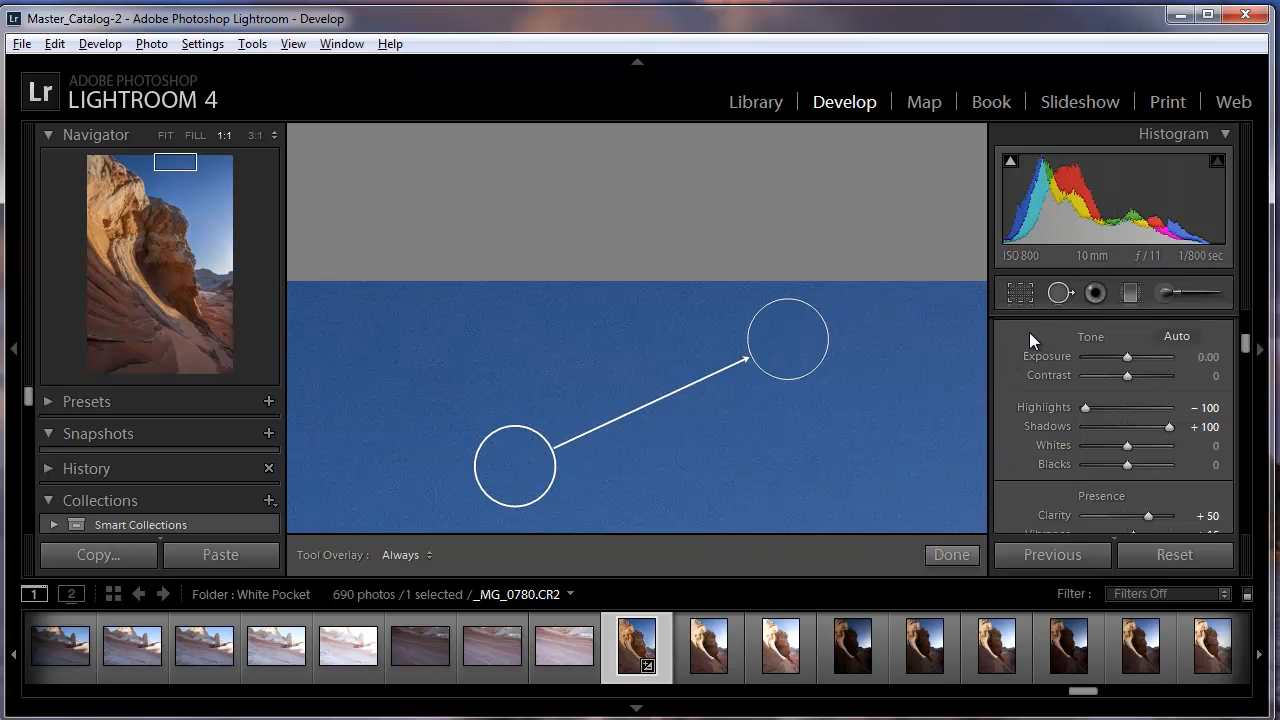 Lr Master_Catalog-2 - Adobe Photoshop Lightroom - Develop
File Edit Develop Photo Settings Tools View Window Help
Lr ADOBE PHOTOSHOP
LIGHTROOM 4
Library Develop Map Book Slideshow Print Web
Navigator FIT FILL 1:1 3:1
Histogram
ISO 800 10 mm ƒ / 11 1/800 sec
Tone Auto
Exposure 0.00
Contrast 0
Highlights − 100
Shadows + 100
Whites 0
Blacks 0
Presence
Clarity + 50
Presets
Snapshots
History
Collections
Smart Collections
Copy... Paste
Tool Overlay : Always Done
Previous Reset
1 2 Folder : White Pocket 690 photos /1 selected /_MG_0780.CR2 Filter : Filters Off